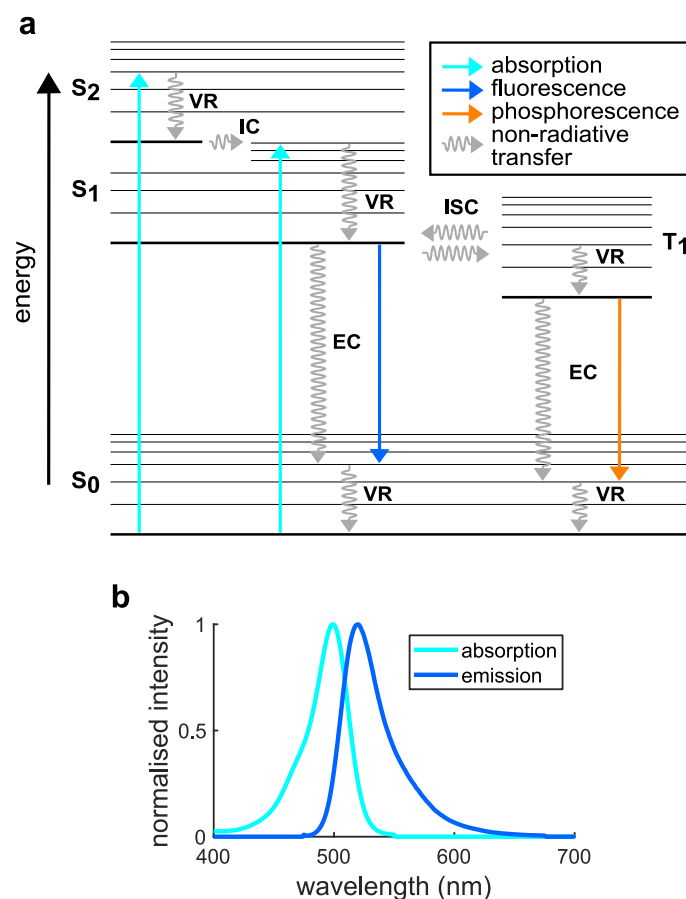 a
S2
VR
IC
S1
VR
energy
EC
S0
VR
absorption
fluorescence
phosphorescence
non-radiative
transfer
ISC
T1
VR
EC
VR
b
normalised intensity
1
0.5
0
absorption
emission
400
500
600
700
wavelength (nm)